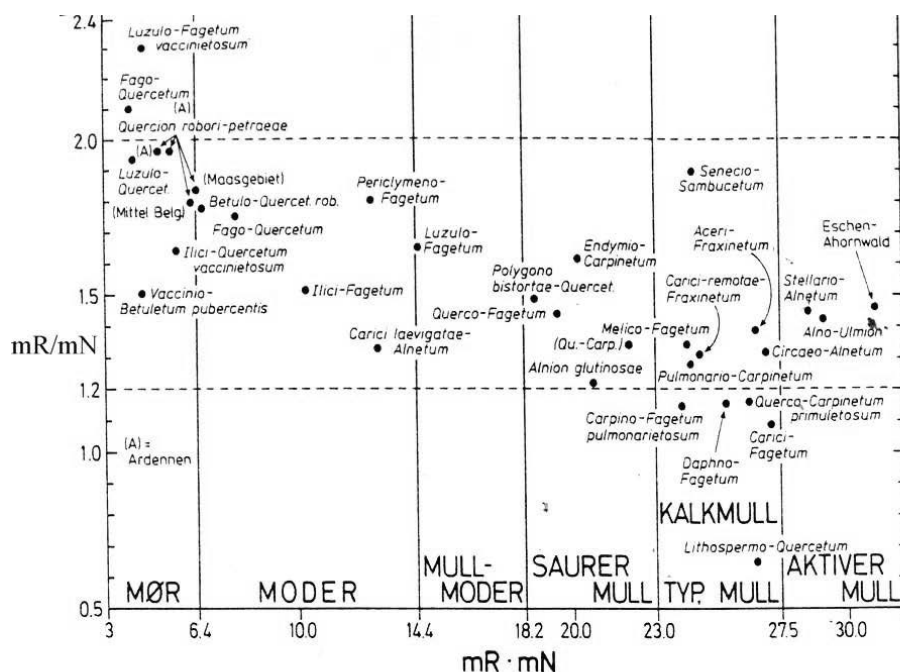 2.4
Luzulo-Fagetum
vaccinietosum
Fago-
Quercetum
(A)
Quercion robori-petraeae
2.0
(A)
Luzulo-
Quercet.
(Maasgebiet)
(Mittel Belg)
Betulo-Quercet. rob.
Fago-Quercetum
Ilici-Quercetum
vaccinietosum
Vaccinio-
Betuletum pubercentis
Periclymeno-
Fagetum
Luzulo-
Fagetum
Ilici-Fagetum
Carici laevigatae-
Alnetum
Senecio-
Sambucetum
Endymio-
Carpinetum
Polygono
bistortae-Quercet.
Querco-Fagetum
Aceri-
Fraxinetum
Carici-remotae-
Fraxinetum
Eschen-
Ahornwald
Stellario-
Alnetum
Melico-Fagetum
(Qu.-Carp.)
Alno-Ulmion
Circaeo-Alnetum
Alnion glutinosae
Pulmonario-Carpinetum
1.5
mR/mN
1.2
Carpino-Fagetum
pulmonarietosum
Querco-Carpinetum
primuletosum
Carici-
Fagetum
Daphno-
Fagetum
(A) =
Ardennen
1.0
KALKMULL
Lithospermo-Quercetum
MØR
MODER
MULL-
MODER
SAURER
MULL
TYP. MULL
AKTIVER
MULL
0.5
3 6.4 10.0 14.4 18.2 20.0 23.0 27.5 30.0
mR · mN